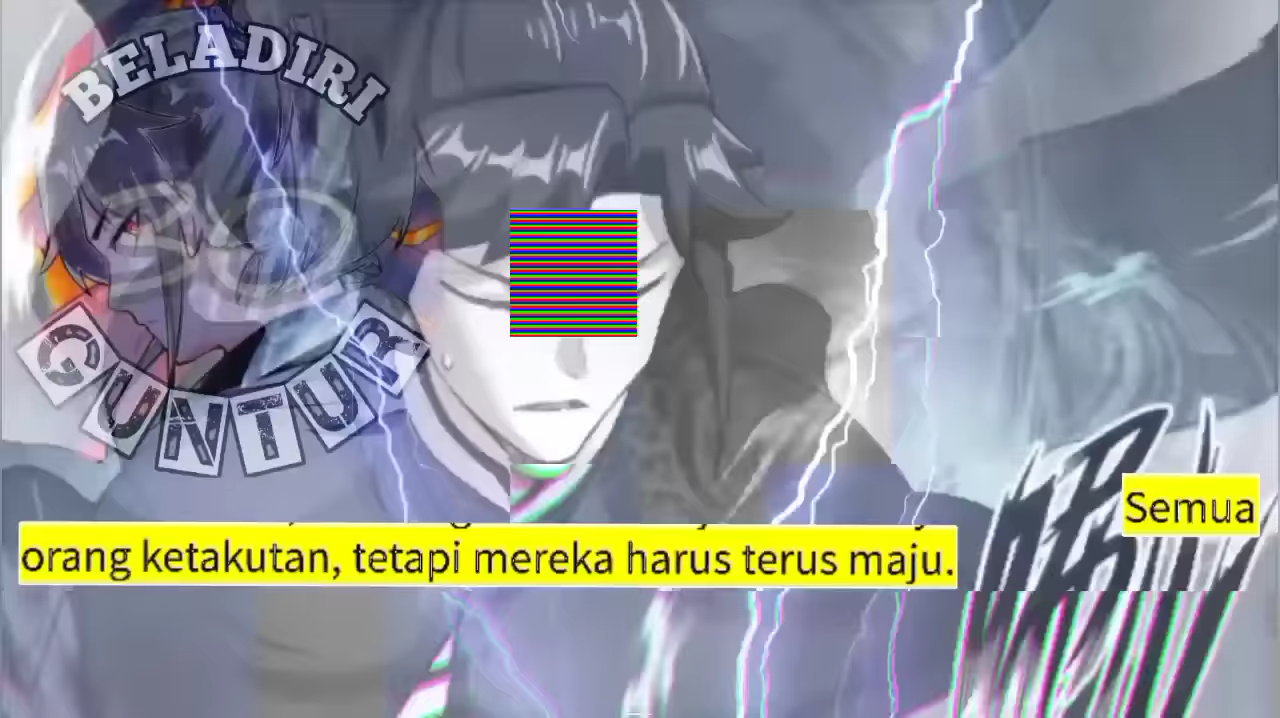 BELADIRI
GUNTUR
Semua
orang ketakutan, tetapi mereka harus terus maju.